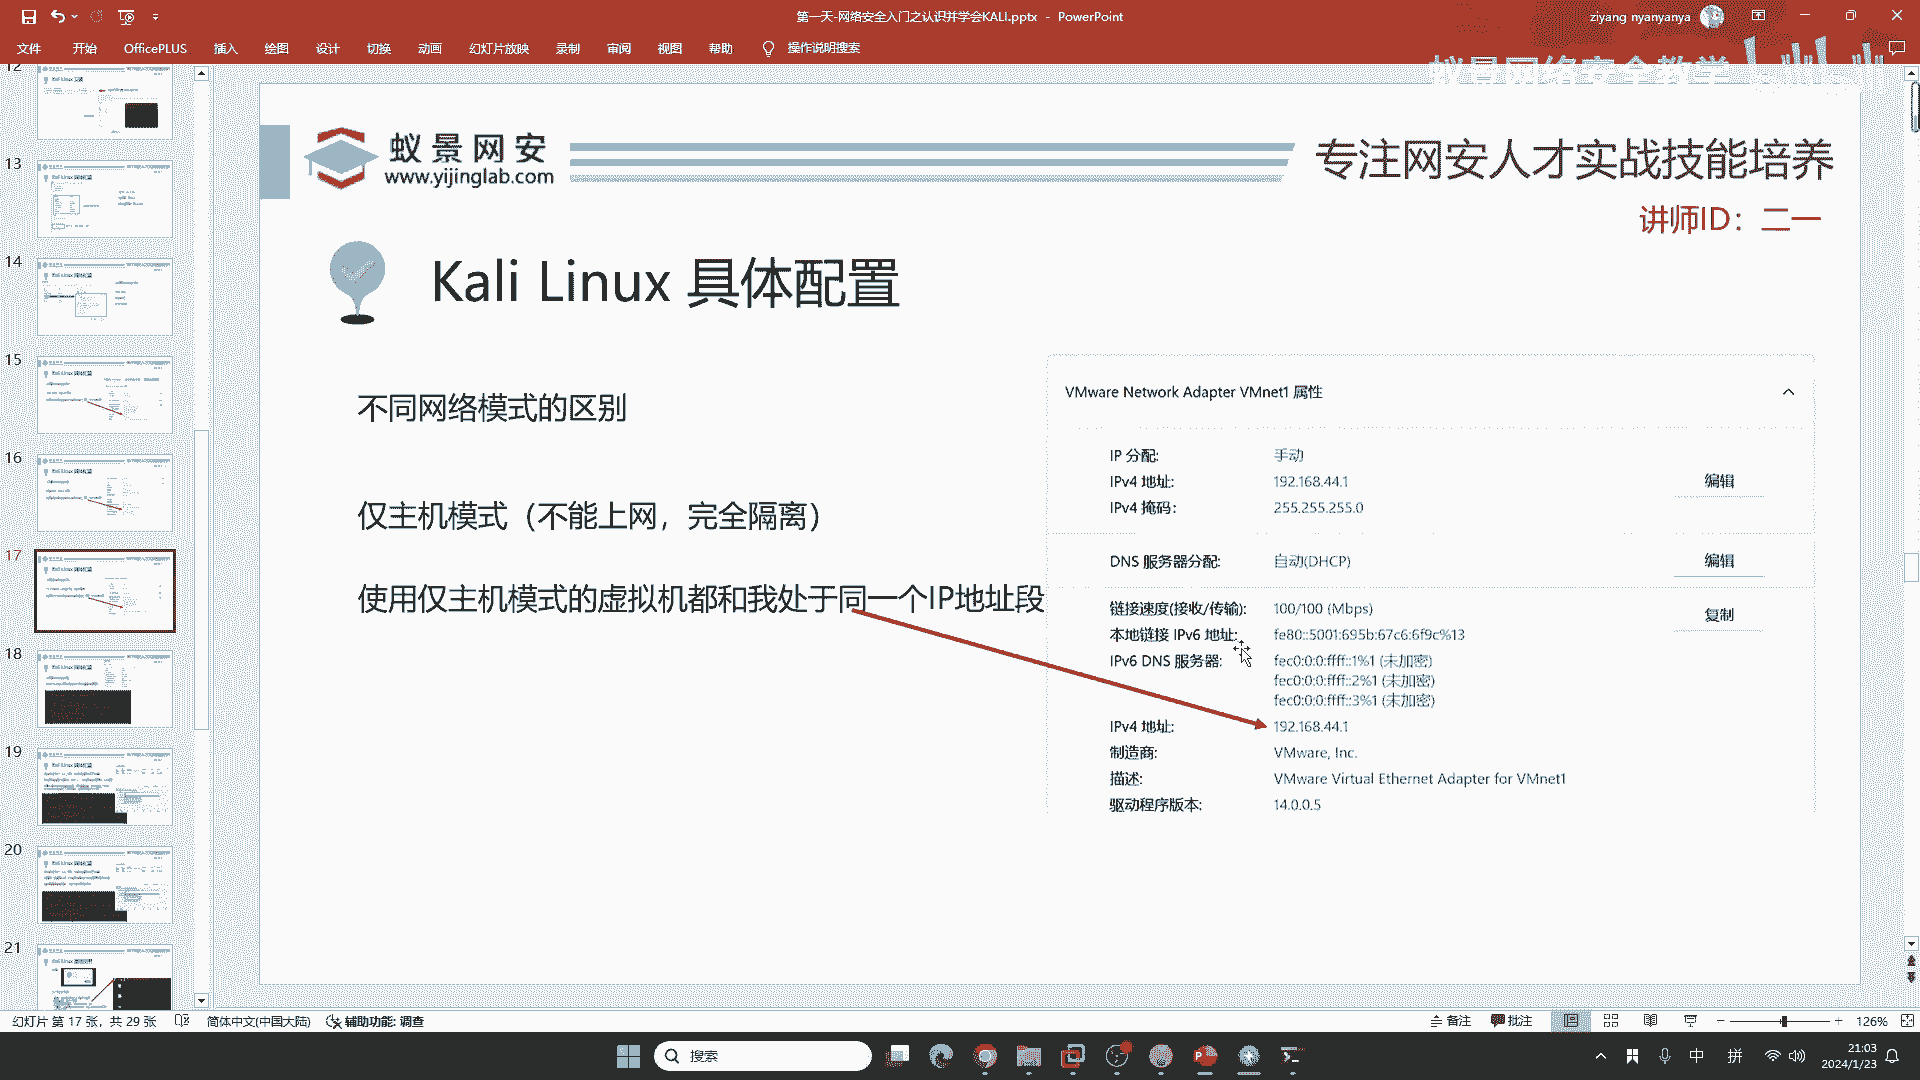 第一天-网络安全入门之认识并学会KALI.pptx - PowerPoint
ziyang nyanyanya
文件 开始 OfficePLUS 插入 绘图 设计 切换 动画 幻灯片放映 录制 审阅 视图 帮助 操作说明搜索
蚁景网络安全教学
12
13
14
15
16
17
18
19
20
21
蚁景网安
www.yijinglab.com
专注网安人才实战技能培养
讲师ID：二一
Kali Linux 具体配置
不同网络模式的区别
仅主机模式（不能上网，完全隔离）
使用仅主机模式的虚拟机都和我处于同一个IP地址段
VMware Network Adapter VMnet1 属性
IP 分配: 手动
IPv4 地址: 192.168.44.1 编辑
IPv4 掩码: 255.255.255.0
DNS 服务器分配: 自动(DHCP) 编辑
链接速度(接收/传输): 100/100 (Mbps) 复制
本地链接 IPv6 地址: fe80::5001:695b:67c6:6f9c%13
IPv6 DNS 服务器: fec0:0:0:ffff::1%1 (未加密)
fec0:0:0:ffff::2%1 (未加密)
fec0:0:0:ffff::3%1 (未加密)
IPv4 地址: 192.168.44.1
制造商: VMware, Inc.
描述: VMware Virtual Ethernet Adapter for VMnet1
驱动程序版本: 14.0.0.5
幻灯片 第 17 张，共 29 张 简体中文(中国大陆) 辅助功能: 调查 备注 批注 126%
搜索 中 拼 21:03
2024/1/23